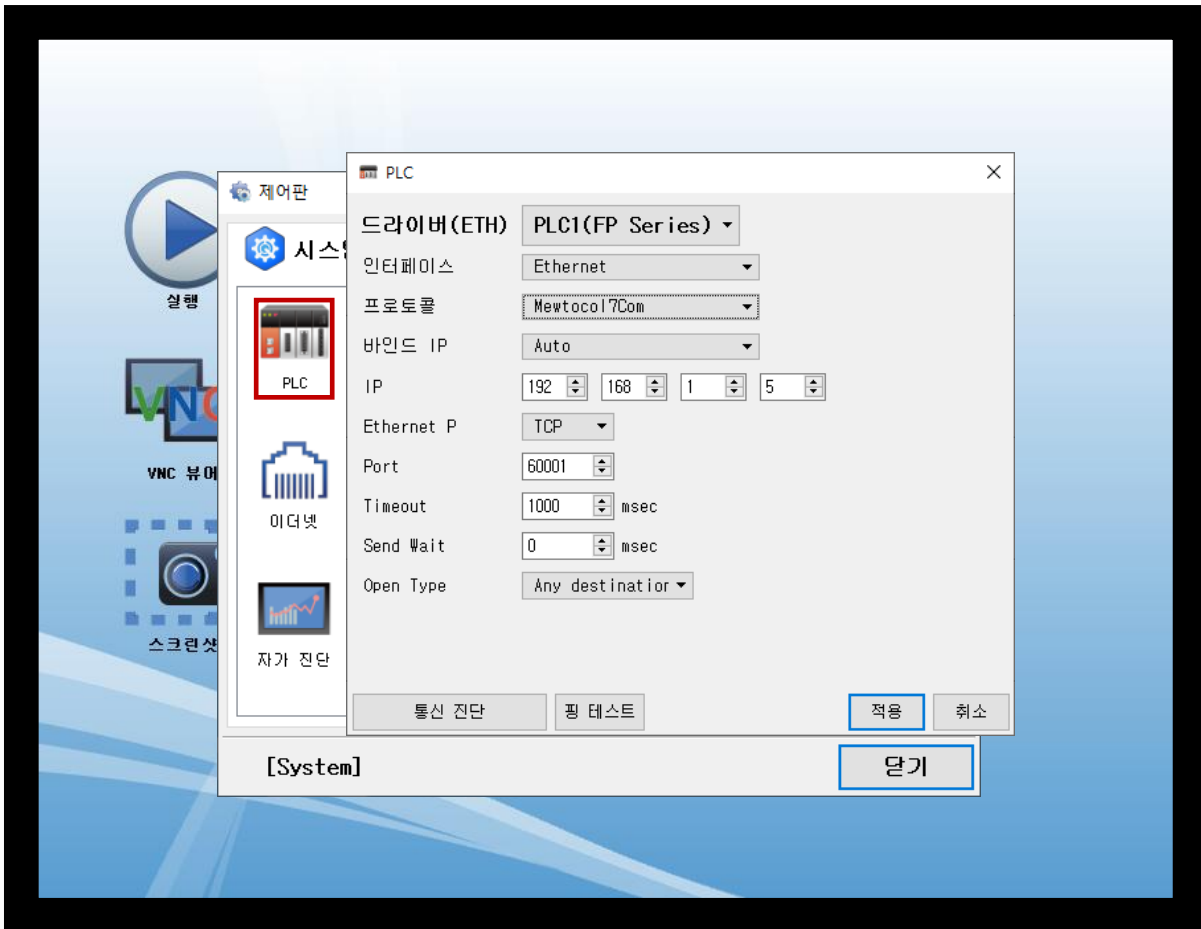 PLC
제어판
드라이버(ETH) PLC1(FP Series)
시스
인터페이스 Ethernet
실행
프로토콜 Mewtocol7Com
바인드 IP Auto
PLC
IP 192 168 1 5
Ethernet P TCP
VNC
VNC 뷰어
Port 60001
Timeout 1000 msec
이더넷
Send Wait 0 msec
Open Type Any destination
스크린샷
자가 진단
통신 진단 핑 테스트 적용 취소
[System] 닫기